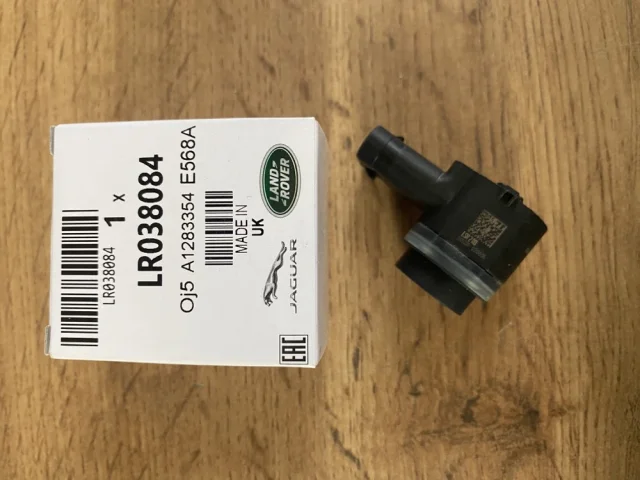 LR038084
1 x
LR038084
Oj5 A1283354 E568A
MADE IN
UK
LAND
ROVER
JAGUAR
EAC